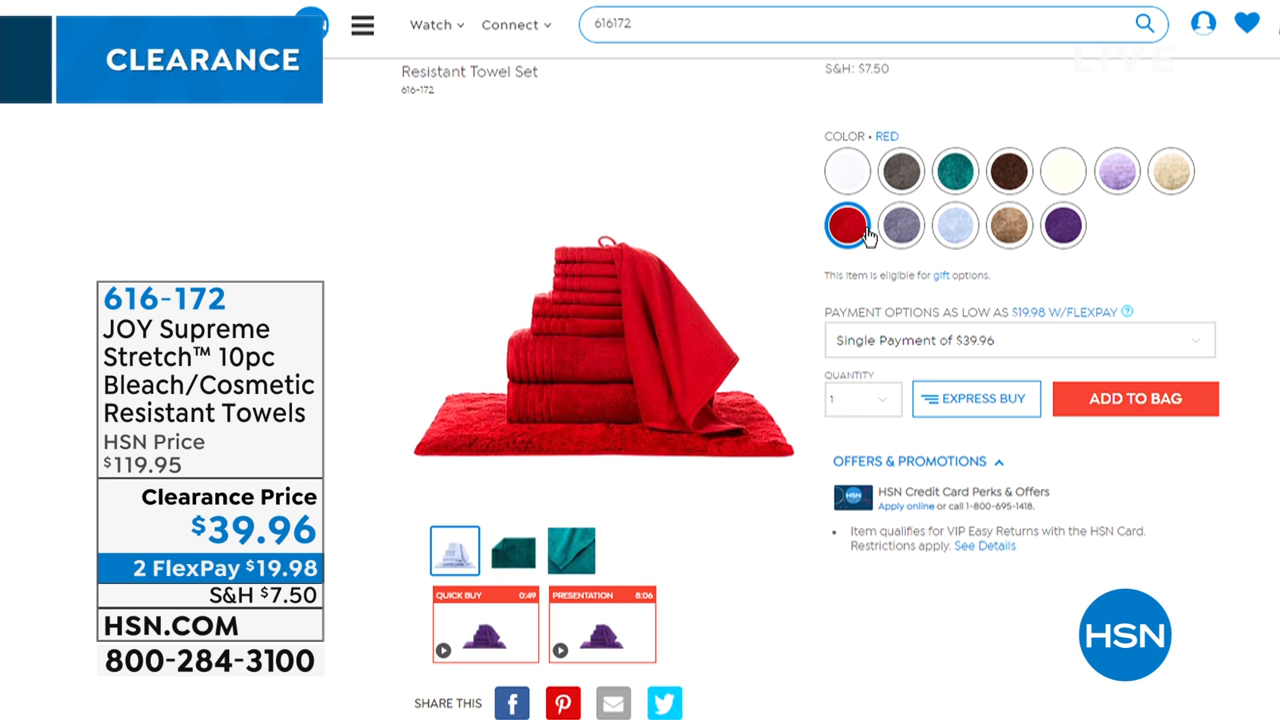 CLEARANCE
Watch
Connect
616172
LIVE
Resistant Towel Set
616-172
S&H: $7.50
COLOR • RED
This item is eligible for gift options.
PAYMENT OPTIONS AS LOW AS $19.98 W/FLEXPAY ?
Single Payment of $39.96
QUANTITY
1
EXPRESS BUY
ADD TO BAG
OFFERS & PROMOTIONS
HSN
HSN Credit Card Perks & Offers
Apply online or call 1-800-695-1418.
• Item qualifies for VIP Easy Returns with the HSN Card.
Restrictions apply. See Details
616-172
JOY Supreme
Stretch™ 10pc
Bleach/Cosmetic
Resistant Towels
HSN Price
$119.95
Clearance Price
$39.96
2 FlexPay $19.98
S&H $7.50
HSN.COM
800-284-3100
QUICK BUY 0:49
PRESENTATION 8:06
SHARE THIS
HSN